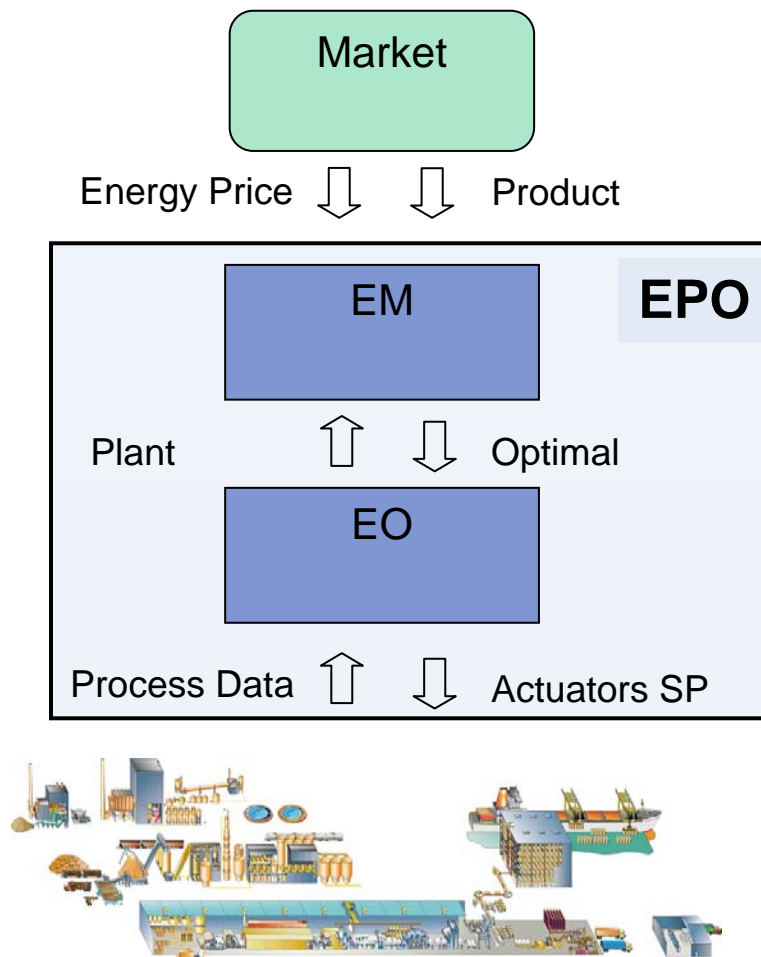 Market
Energy Price
Product
EM
EPO
Plant
Optimal
EO
Process Data
Actuators SP